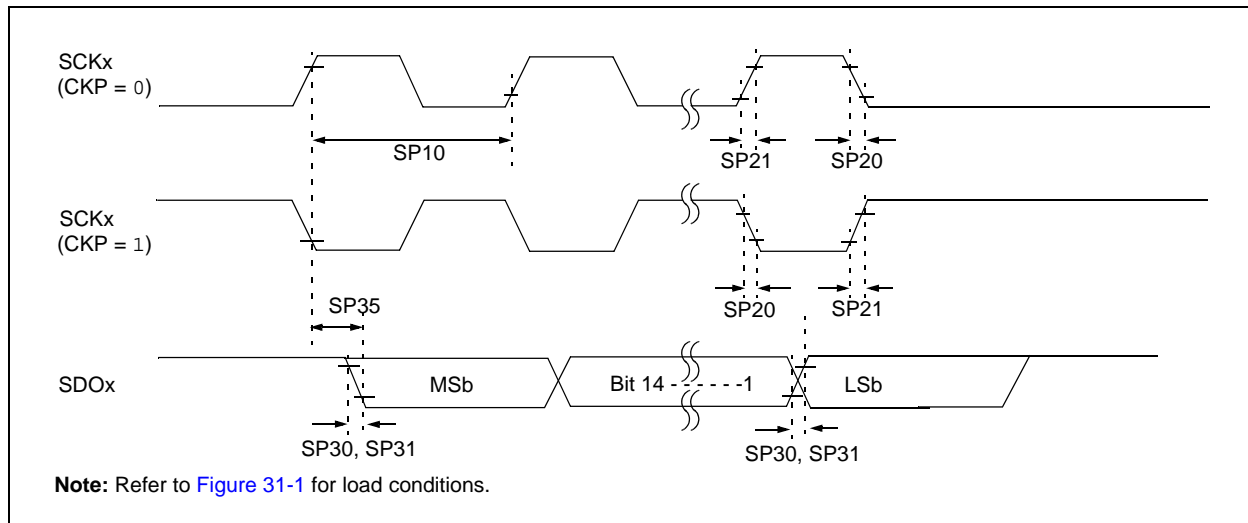 SCKx
(CKP = 0)
SP10
SP21
SP20
SCKx
(CKP = 1)
SP20
SP21
SP35
SDOx
MSb
Bit 14 - - - - - -1
LSb
SP30, SP31
SP30, SP31
Note: Refer to Figure 31-1 for load conditions.